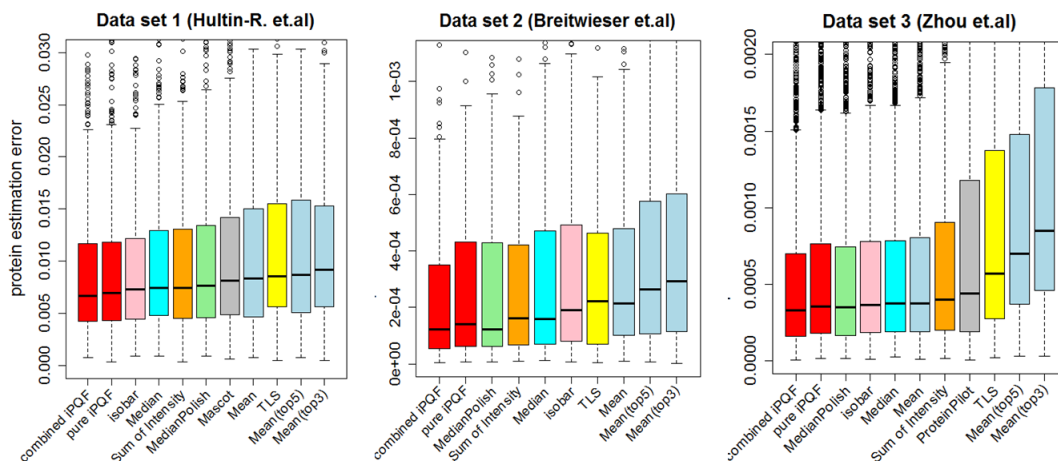 Data set 1 (Hultin-R. et.al)
Data set 2 (Breitwieser et.al)
Data set 3 (Zhou et.al)
protein estimation error
0.030
0.025
0.020
0.015
0.010
0.005
0.000
combined iPQF
pure iPQF
isobar
Median
Sum of Intensity
MedianPolish
Mascot
Mean
TLS
Mean(top5)
Mean(top3)
1e-03
8e-04
6e-04
4e-04
2e-04
0e+00
combined iPQF
pure iPQF
MedianPolish
Sum of Intensity
Median
isobar
TLS
Mean
Mean(top5)
Mean(top3)
0.0020
0.0015
0.0010
0.0005
0.000
combined iPQF
pure iPQF
MedianPolish
isobar
Median
Mean
Sum of Intensity
ProteinPilot
TLS
Mean(top5)
Mean(top3)